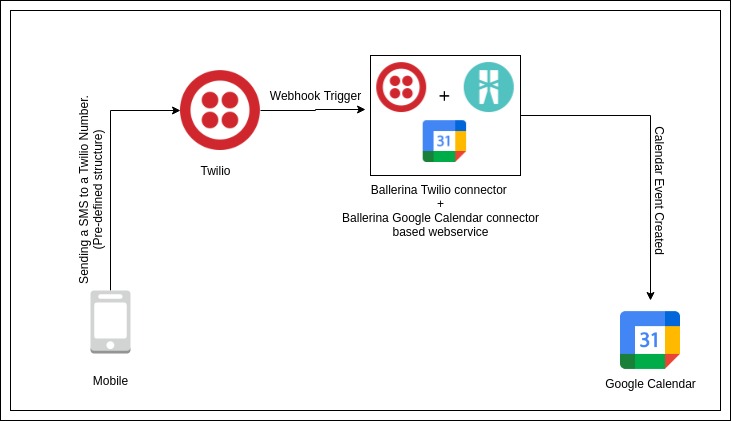 Sending a SMS to a Twilio Number.
(Pre-defined structure)
Twilio
Webhook Trigger
+
31
Ballerina Twilio connector
+
Ballerina Google Calendar connector
based webservice
Calendar Event Created
Mobile
31
Google Calendar